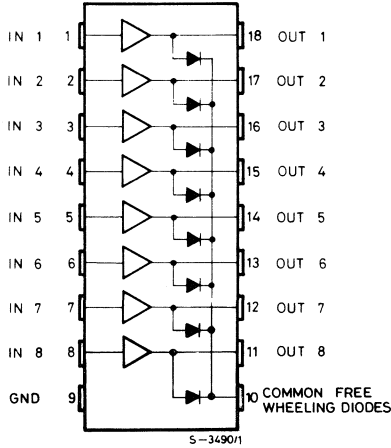 IN 1 1 18 OUT 1
IN 2 2 17 OUT 2
IN 3 3 16 OUT 3
IN 4 4 15 OUT 4
IN 5 5 14 OUT 5
IN 6 6 13 OUT 6
IN 7 7 12 OUT 7
IN 8 8 11 OUT 8
GND 9 10 COMMON FREE
WHEELING DIODES
S-3490/1